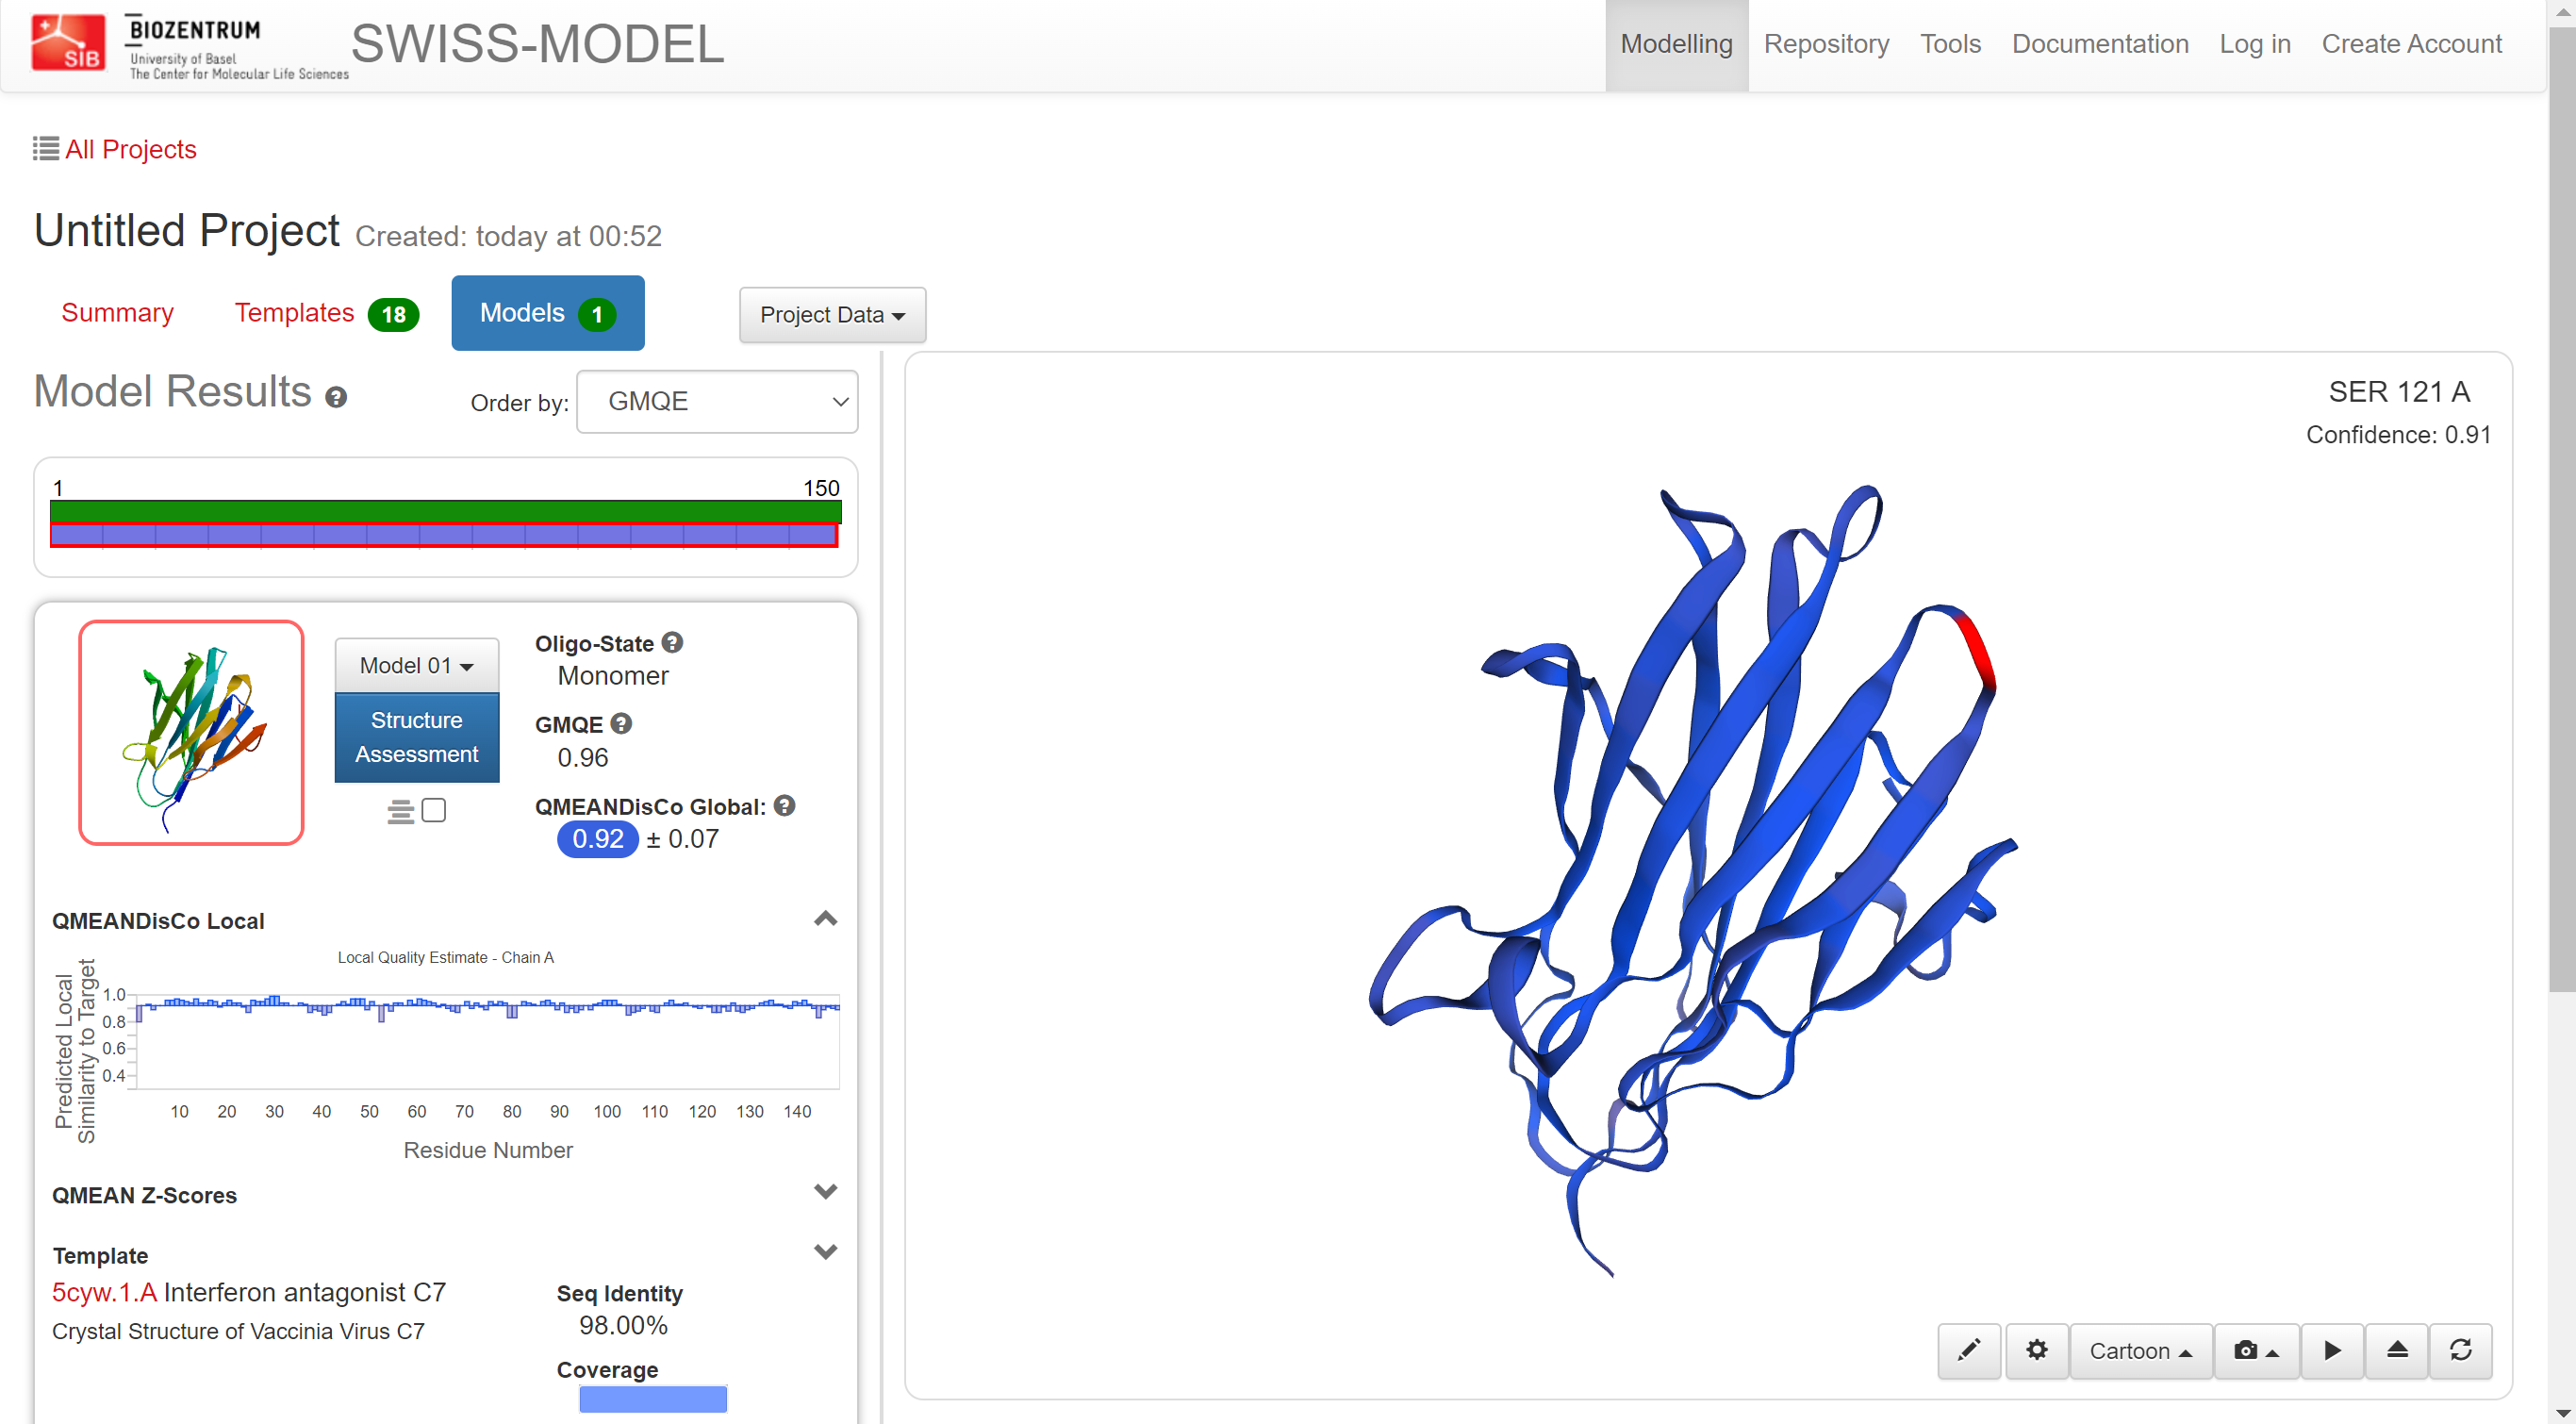 SIB
BIOZENTRUM
University of Basel
The Center for Molecular Life Sciences
SWISS-MODEL
Modelling
Repository
Tools
Documentation
Log in
Create Account
All Projects
Untitled Project Created: today at 00:52
Summary
Templates 18
Models 1
Project Data
Model Results
Order by: GMQE
1 150
Model 01
Structure
Assessment
Oligo-State
Monomer
GMQE
0.96
QMEANDisCo Global:
0.92 ± 0.07
QMEANDisCo Local
Local Quality Estimate - Chain A
Predicted Local
Similarity to Target
1.0
0.8
0.6
0.4
10 20 30 40 50 60 70 80 90 100 110 120 130 140
Residue Number
QMEAN Z-Scores
Template
5cyw.1.A Interferon antagonist C7
Crystal Structure of Vaccinia Virus C7
Seq Identity
98.00%
Coverage
SER 121 A
Confidence: 0.91
Cartoon